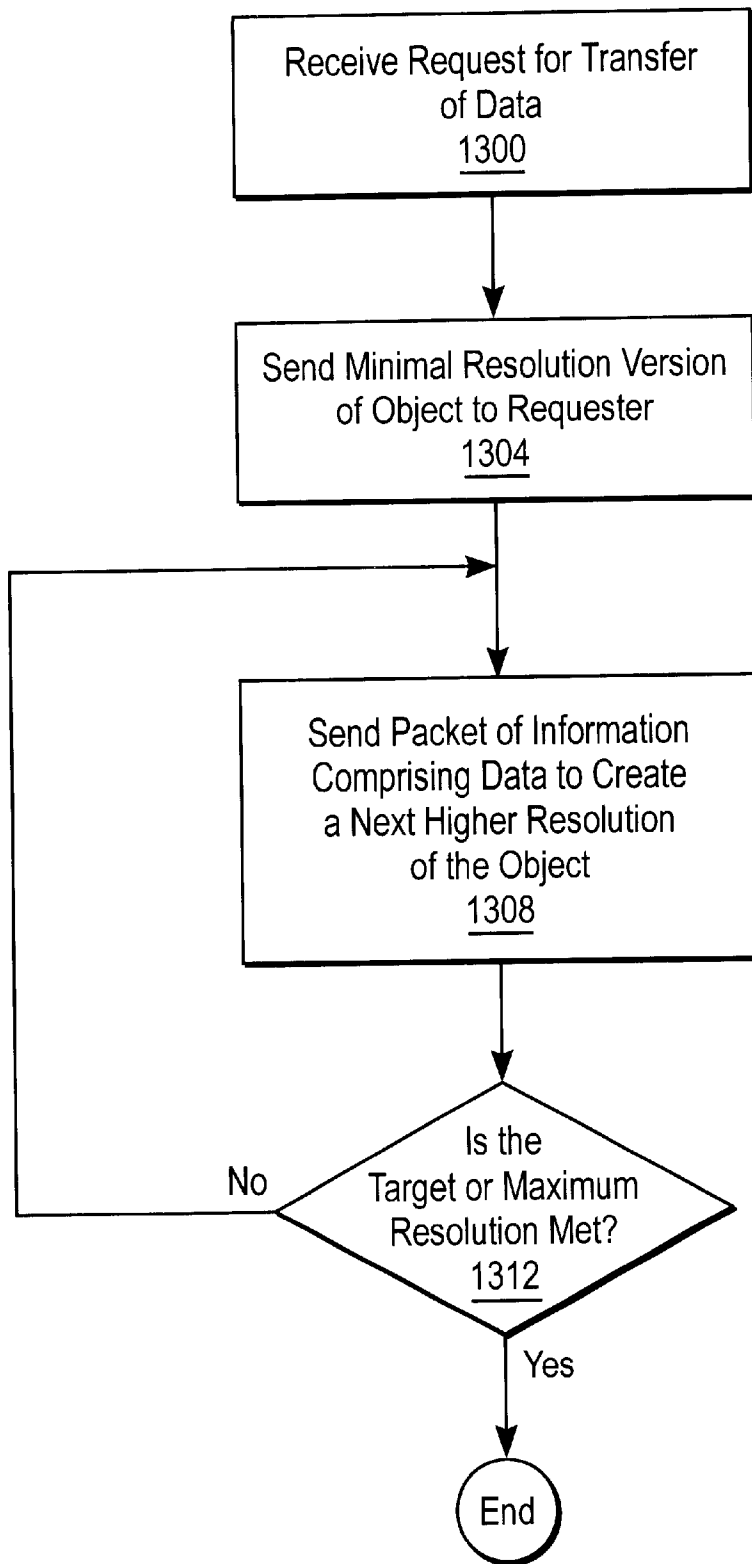 Receive Request for Transfer
of Data
1300
Send Minimal Resolution Version
of Object to Requester
1304
Send Packet of Information
Comprising Data to Create
a Next Higher Resolution
of the Object
1308
Is the
Target or Maximum
Resolution Met?
1312
No
Yes
End